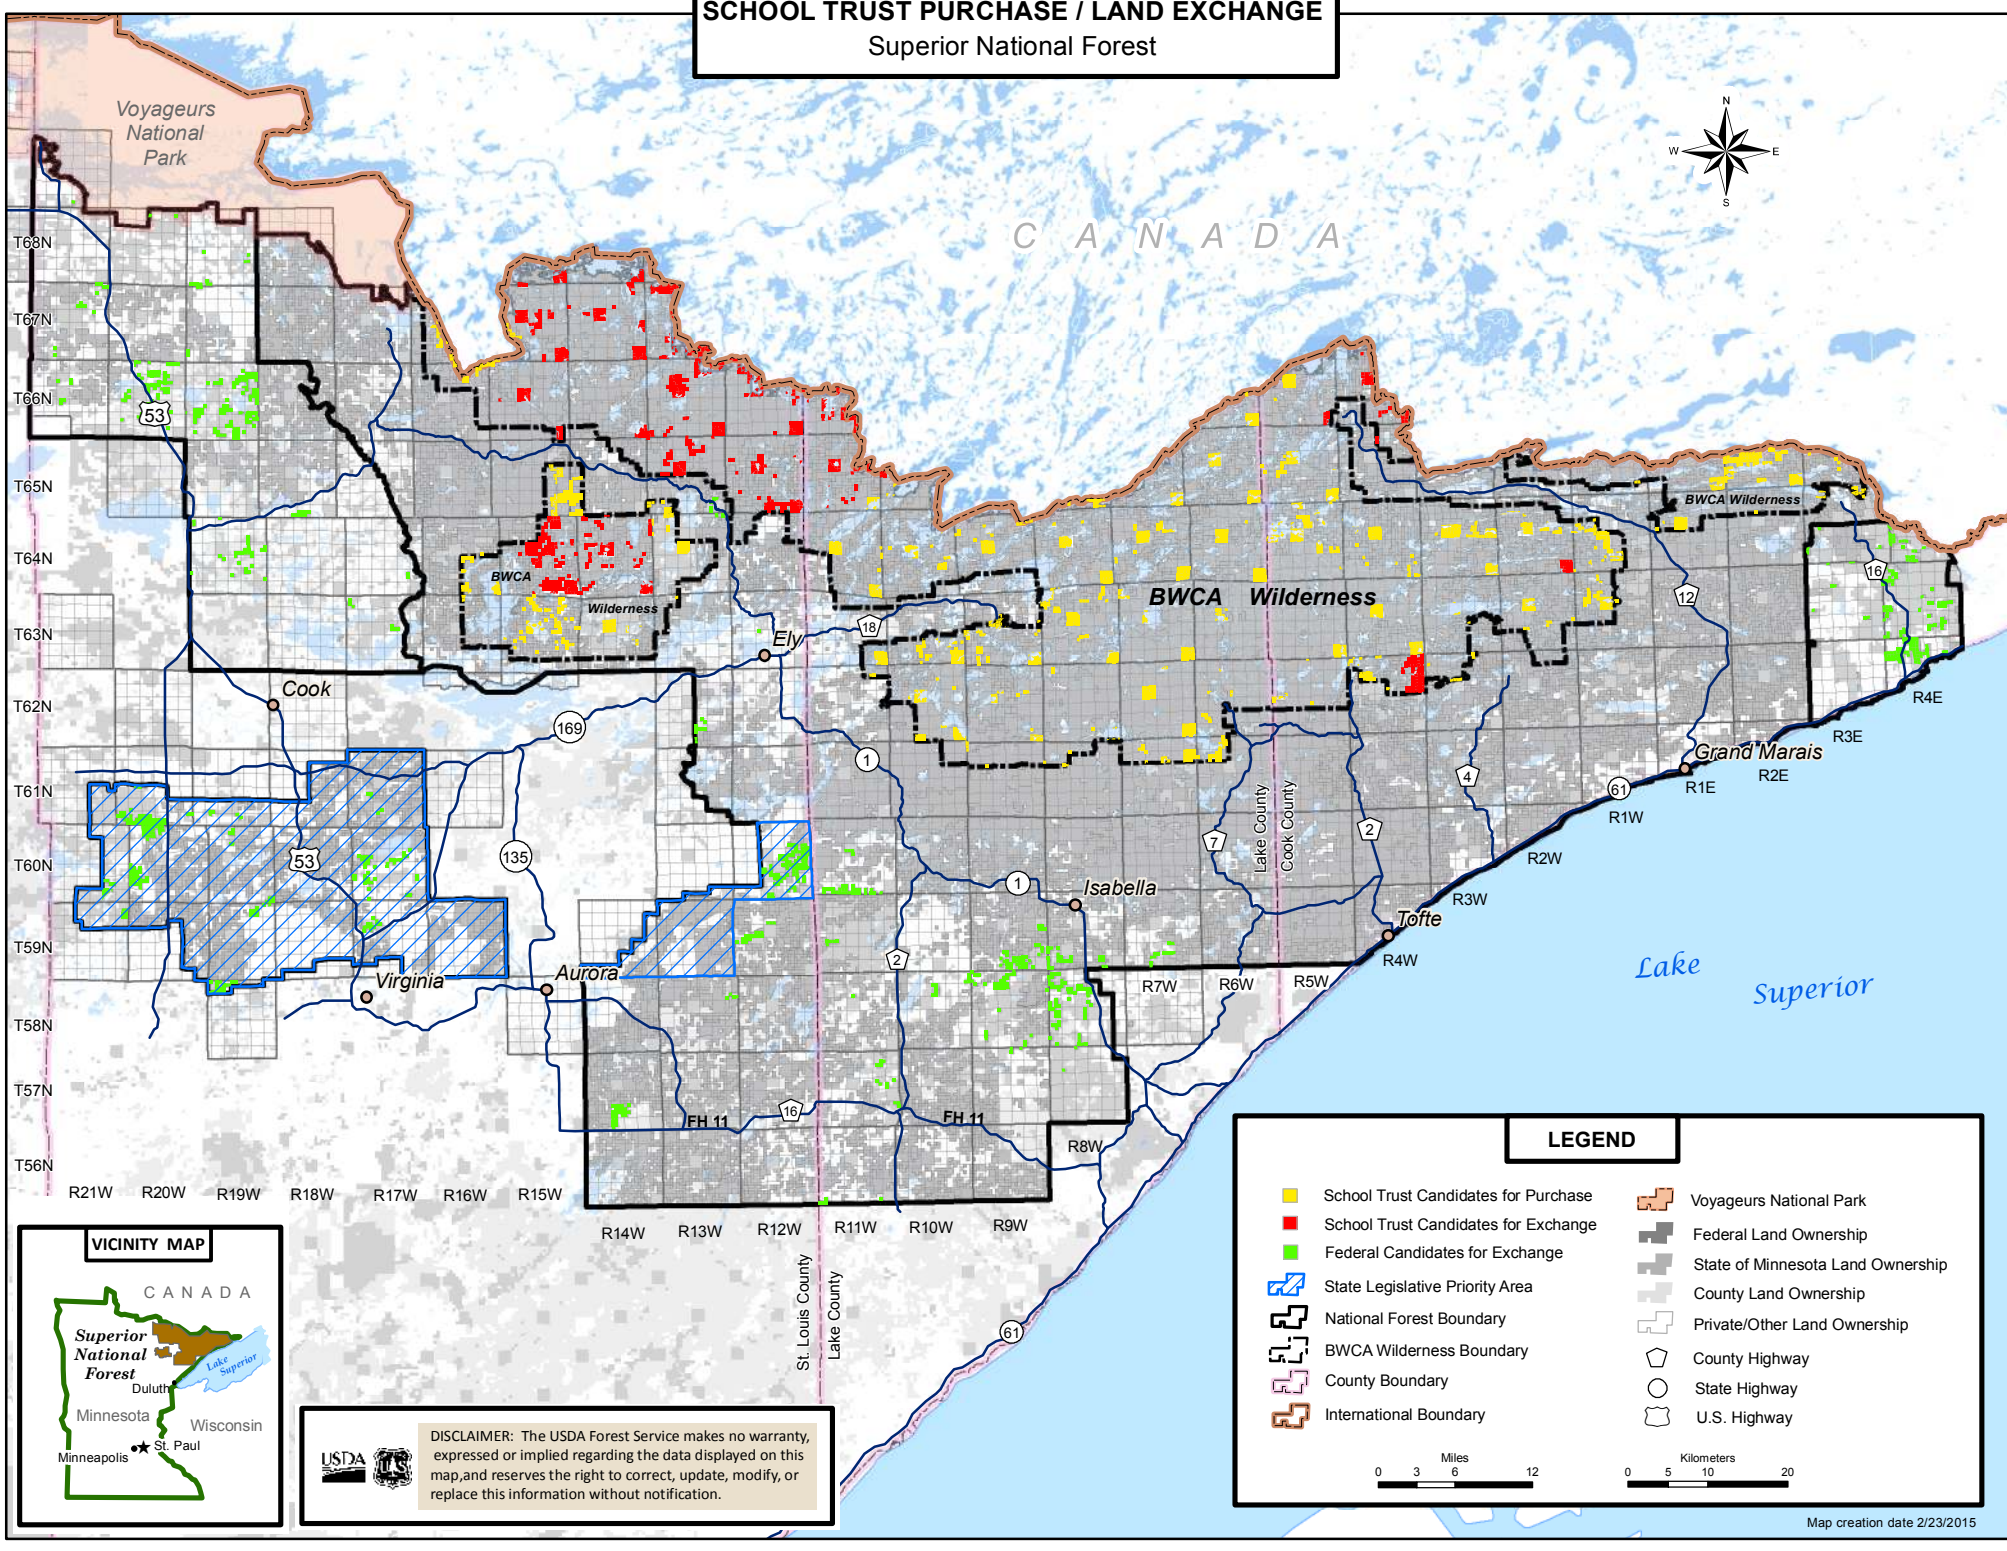 SCHOOL TRUST PURCHASE / LAND EXCHANGE
Superior National Forest
Voyageurs
National
Park
N
W
E
S
CANADA
T68N
T67N
T66N
T65N
T64N
T63N
T62N
T61N
T60N
T59N
T58N
T57N
T56N
53
BWCA Wilderness
BWCA
Wilderness
BWCA Wilderness
16
12
18
Ely
Cook
169
1
R4E
R3E
Grand Marais
R2E
R1E
61
R1W
4
2
7
Lake County
Cook County
R2W
53
135
1
Isabella
R3W
Tofte
R4W
2
Virginia
Aurora
R7W
R6W
R5W
Lake
Superior
FH 11
16
FH 11
R8W
R21W
R20W
R19W
R18W
R17W
R16W
R15W
R14W
R13W
R12W
R11W
R10W
R9W
St. Louis County
Lake County
61
VICINITY MAP
CANADA
Superior
National
Forest
Lake
Superior
Duluth
Minnesota
Wisconsin
Minneapolis
St. Paul
USDA
U S
DISCLAIMER: The USDA Forest Service makes no warranty,
expressed or implied regarding the data displayed on this
map,and reserves the right to correct, update, modify, or
replace this information without notification.
LEGEND
School Trust Candidates for Purchase
School Trust Candidates for Exchange
Federal Candidates for Exchange
State Legislative Priority Area
National Forest Boundary
BWCA Wilderness Boundary
County Boundary
International Boundary
Voyageurs National Park
Federal Land Ownership
State of Minnesota Land Ownership
County Land Ownership
Private/Other Land Ownership
County Highway
State Highway
U.S. Highway
Miles
0 3 6 12
Kilometers
0 5 10 20
Map creation date 2/23/2015